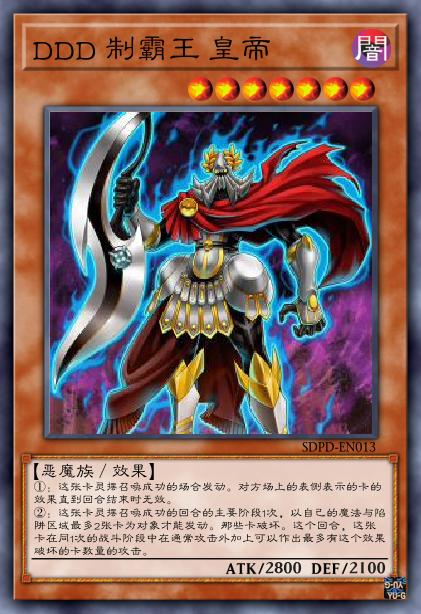 DDD 制霸王 皇帝
闇
SDPD-EN013
【恶魔族／效果】
①：这张卡灵摆召唤成功的场合发动。对方场上的表侧表示的卡的
效果直到回合结束时无效。
②：这张卡灵摆召唤成功的回合的主要阶段1次，以自己的魔法与陷
阱区域最多2张卡为对象才能发动。那些卡破坏。这个回合，这张
卡在同1次的战斗阶段中在通常攻击外加上可以作出最多有这个效果
破坏的卡数量的攻击。
ATK/2800 DEF/2100